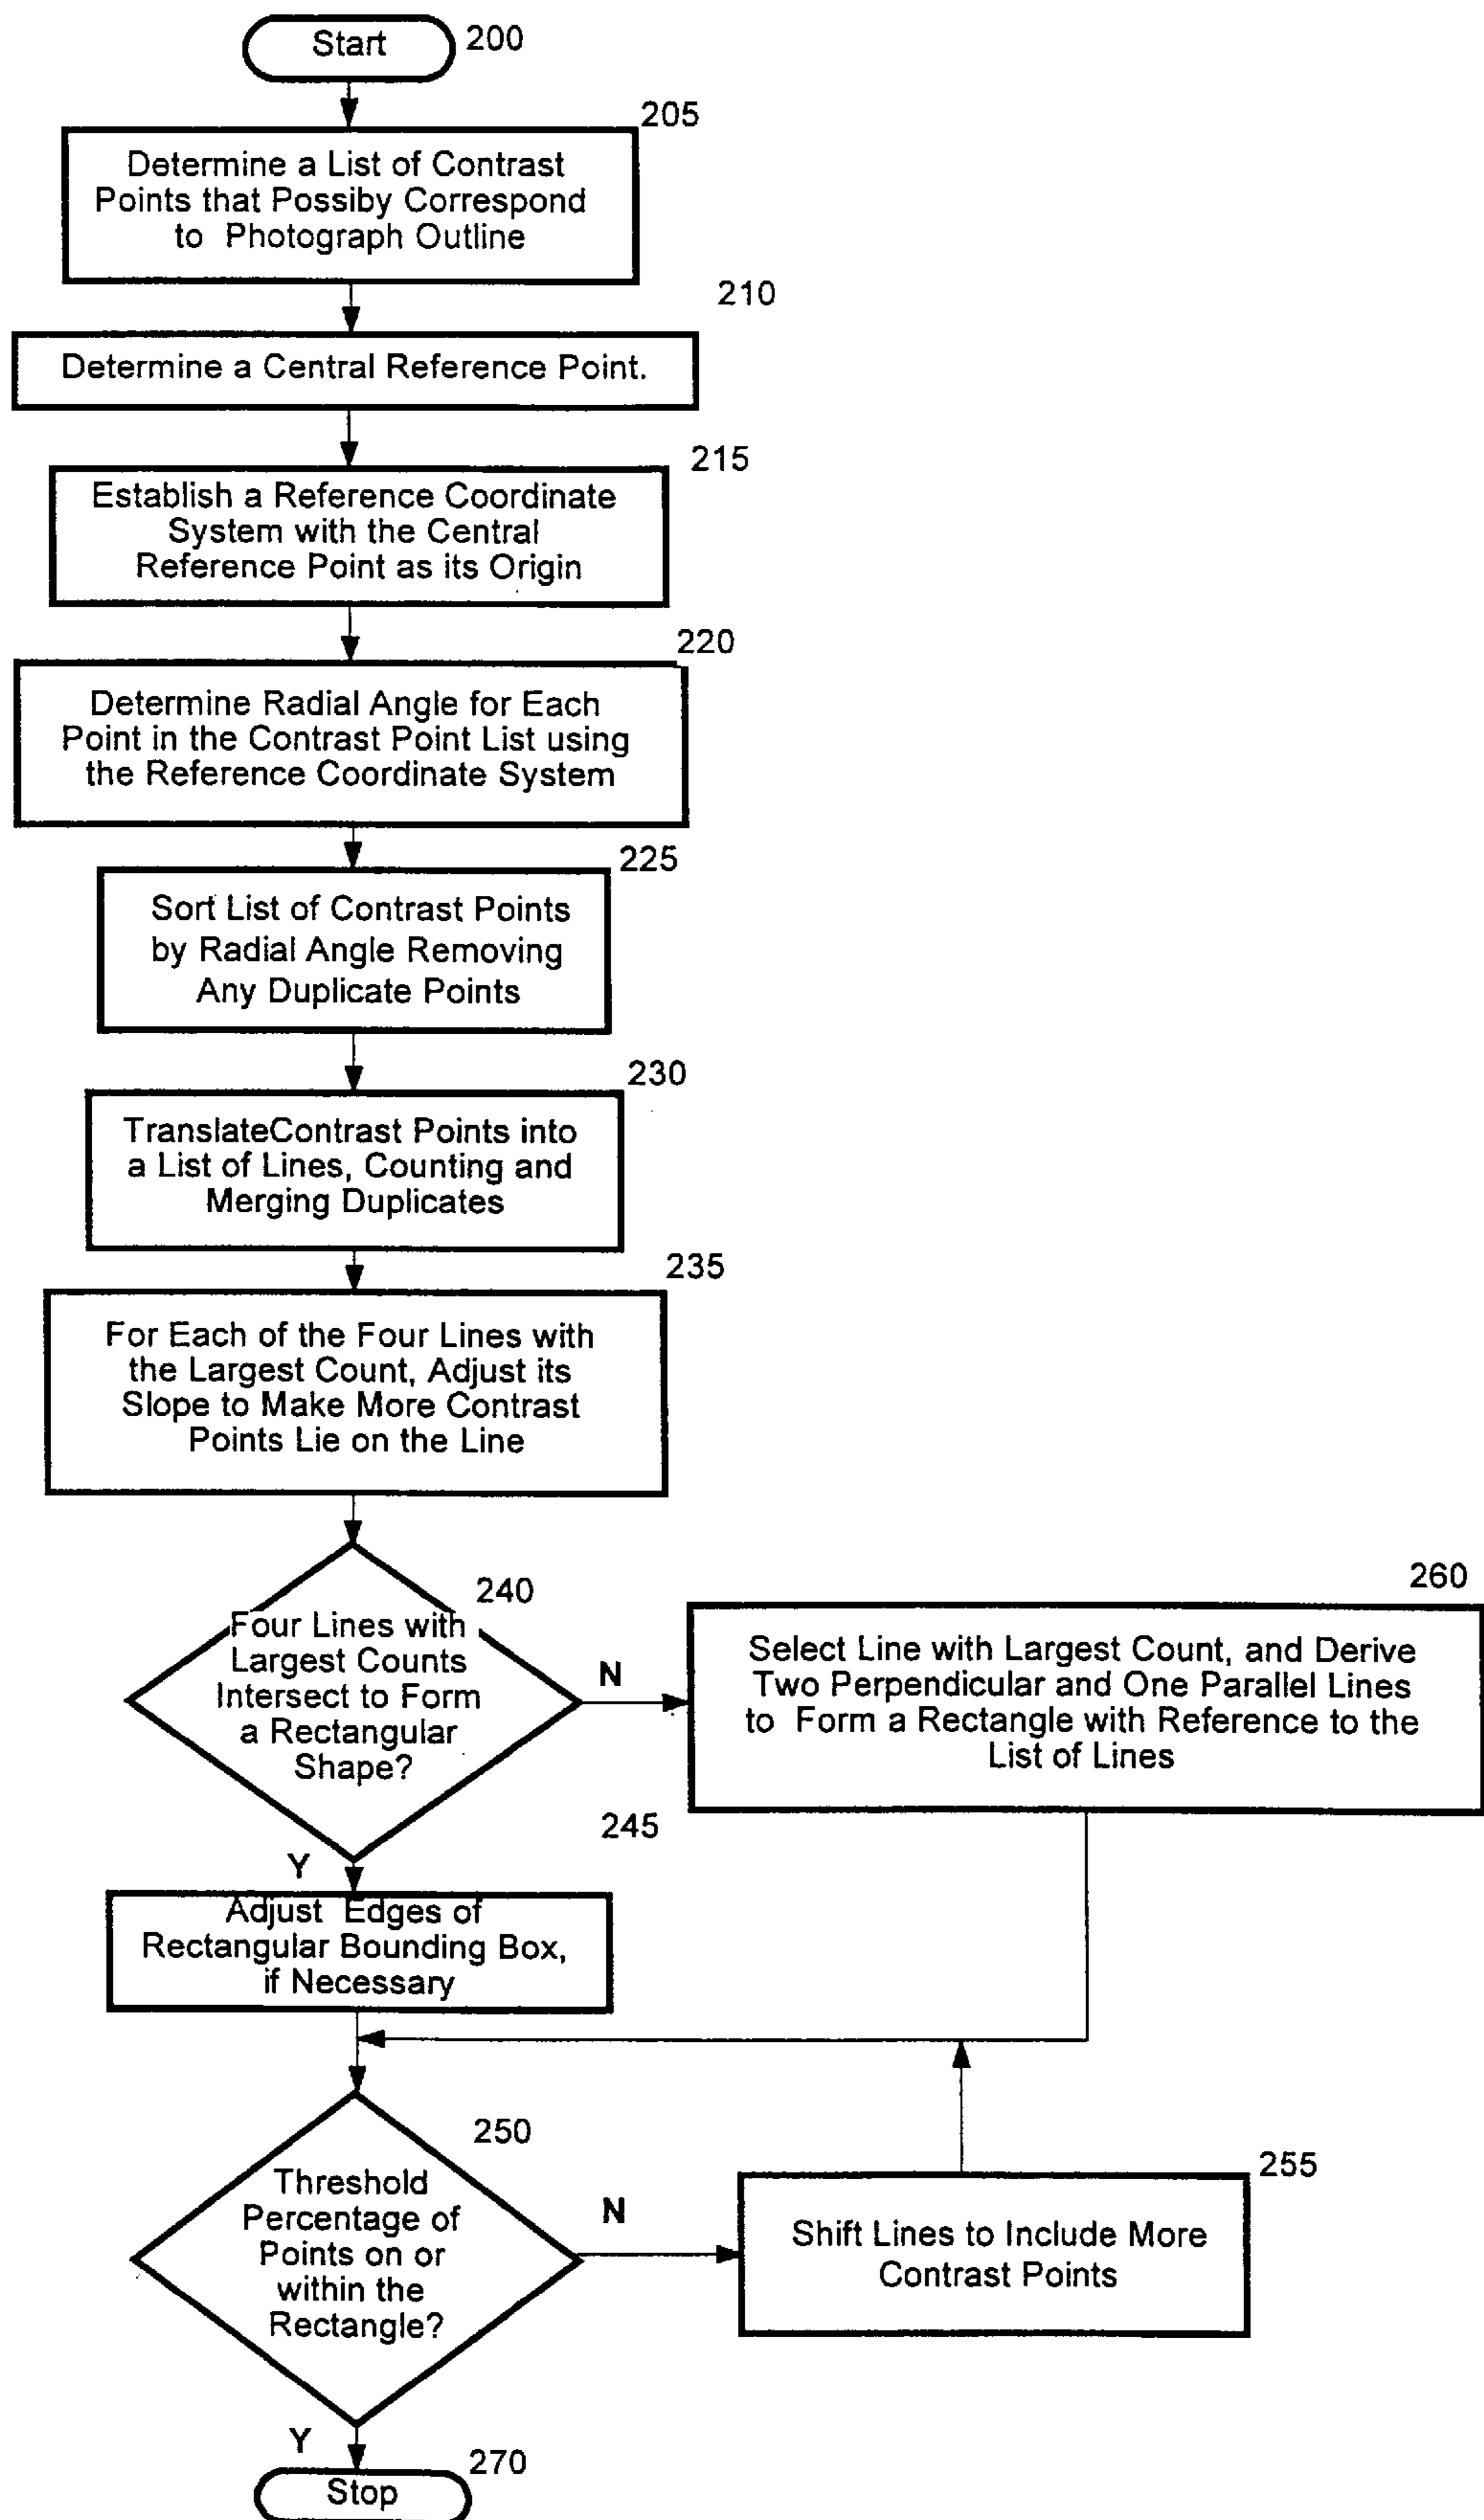 Start
200
205
Determine a List of Contrast
Points that Possiby Correspond
to Photograph Outline
210
Determine a Central Reference Point.
215
Establish a Reference Coordinate
System with the Central
Reference Point as its Origin
220
Determine Radial Angle for Each
Point in the Contrast Point List using
the Reference Coordinate System
225
Sort List of Contrast Points
by Radial Angle Removing
Any Duplicate Points
230
TranslateContrast Points into
a List of Lines, Counting and
Merging Duplicates
235
For Each of the Four Lines with
the Largest Count, Adjust its
Slope to Make More Contrast
Points Lie on the Line
240
Four Lines with
Largest Counts
Intersect to Form
a Rectangular
Shape?
N
260
Select Line with Largest Count, and Derive
Two Perpendicular and One Parallel Lines
to Form a Rectangle with Reference to the
List of Lines
Y
245
Adjust Edges of
Rectangular Bounding Box,
if Necessary
250
Threshold
Percentage of
Points on or
within the
Rectangle?
N
255
Shift Lines to Include More
Contrast Points
Y
270
Stop